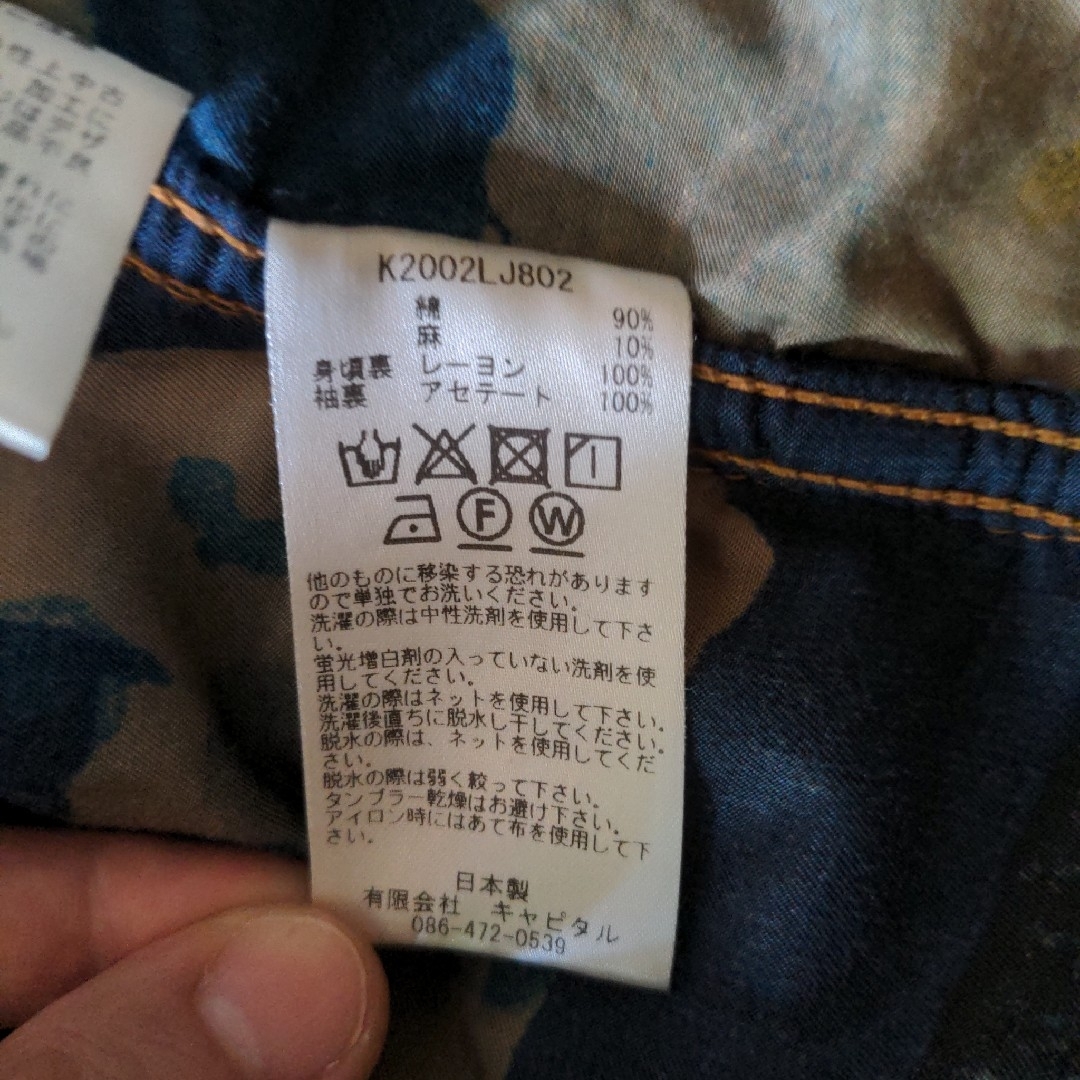 K2002LJ802
綿 90%
麻 10%
身頃裏 レーヨン 100%
袖裏 アセテート 100%
F W
他のものに移染する恐れがあります
ので単独でお洗いください。
洗濯の際は中性洗剤を使用して下さ
い。
蛍光増白剤の入っていない洗剤を使
用してください。
洗濯の際はネットを使用して下さい。
洗濯後直ちに脱水し干してください。
脱水の際は、ネットを使用してくだ
さい。
脱水の際は弱く絞って下さい。
タンブラー乾燥はお避け下さい。
アイロン時にはあて布を使用して下
さい。
日本製
有限会社 キャピタル
086-472-0539
性上中古
加工に